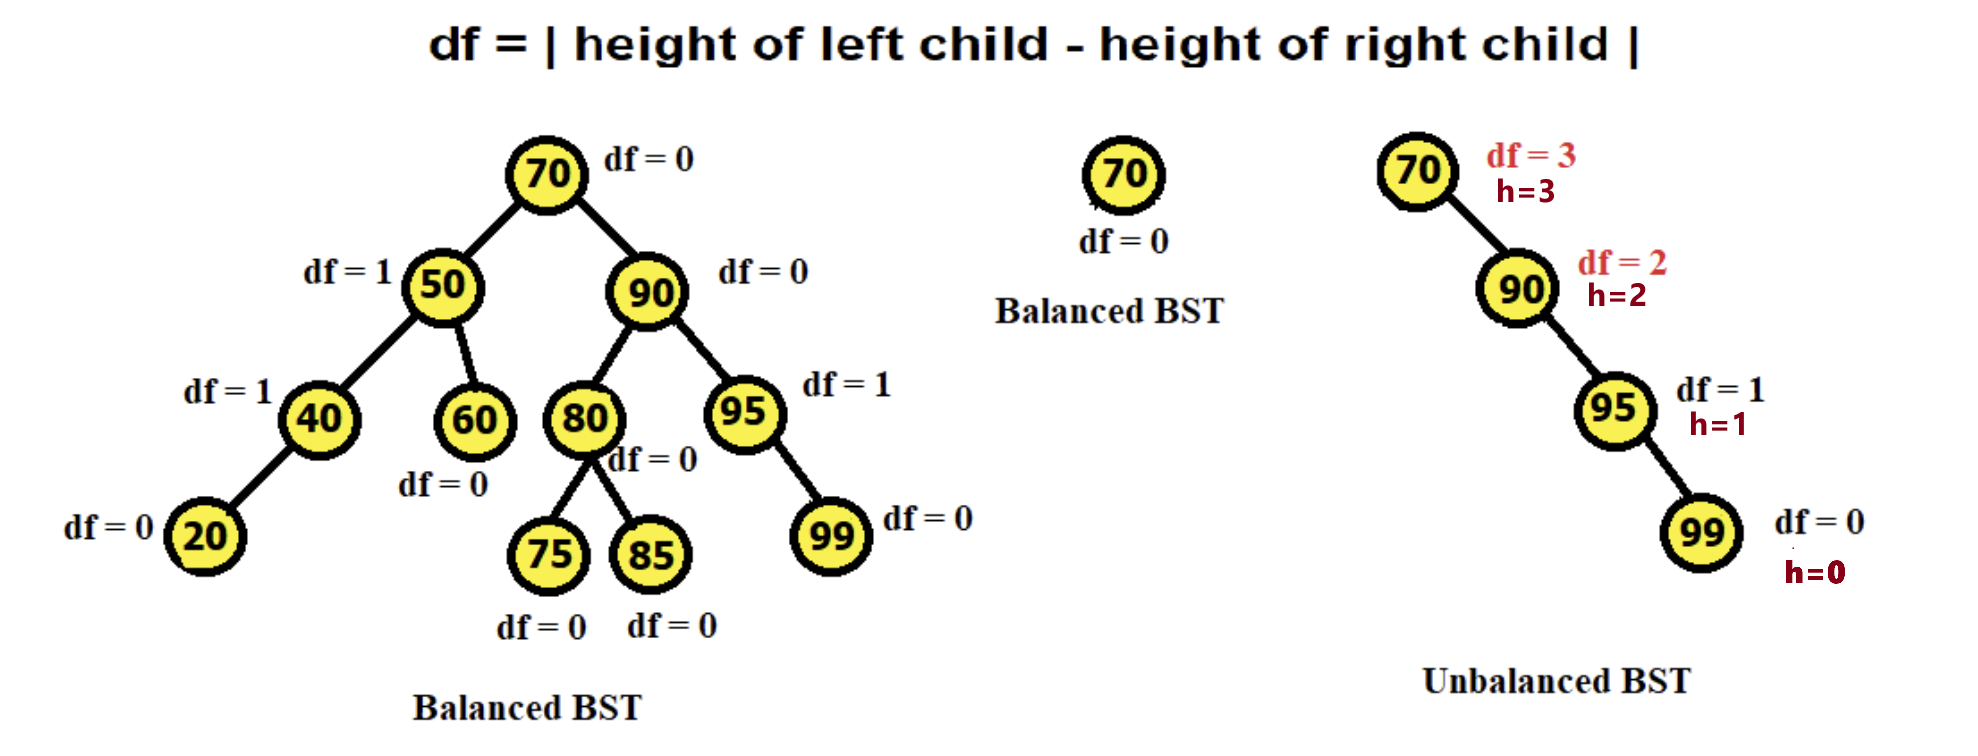 df = | height of left child - height of right child |
70 df = 0
df = 1 50
90 df = 0
df = 1 40
60
df = 0
80
df = 0
95 df = 1
df = 0 20
75
85
99 df = 0
df = 0
df = 0
Balanced BST
70
df = 0
Balanced BST
70 df = 3
h=3
90 df = 2
h=2
95 df = 1
h=1
99 df = 0
h=0
Unbalanced BST